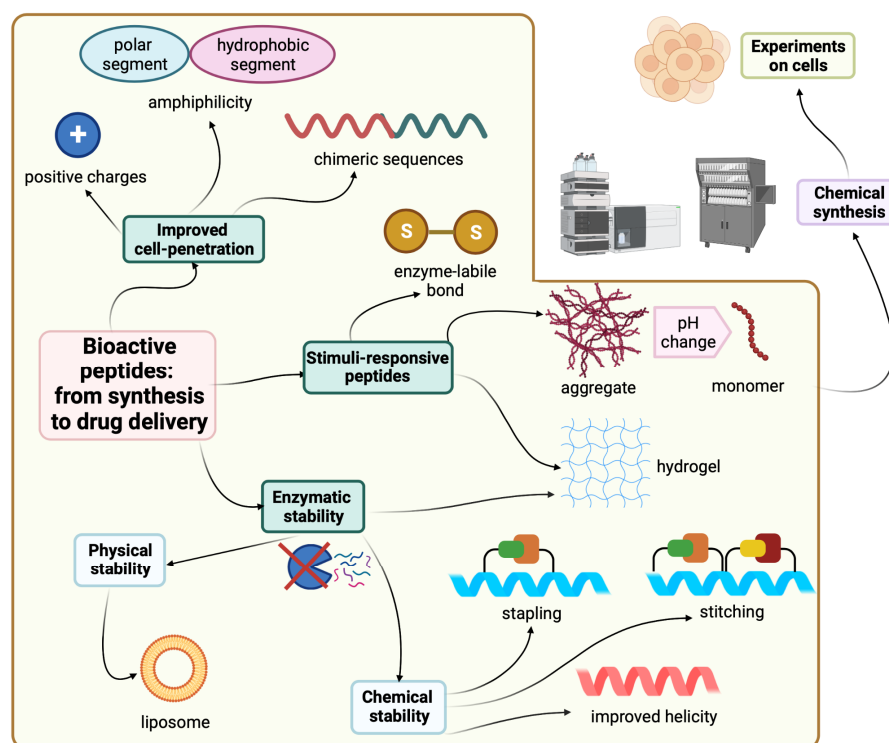 polar
segment
hydrophobic
segment
amphiphilicity
+
positive charges
chimeric sequences
Improved
cell-penetration
S
S
enzyme-labile
bond
Experiments
on cells
Chemical
synthesis
Bioactive
peptides:
from synthesis
to drug delivery
Stimuli-responsive
peptides
aggregate
pH
change
monomer
hydrogel
Enzymatic
stability
Physical
stability
liposome
stapling
stitching
Chemical
stability
improved helicity